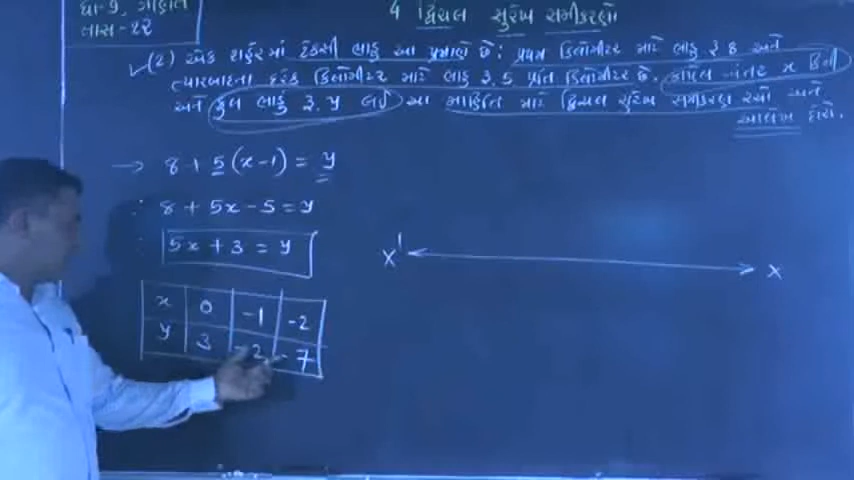 ધો-9, ગણિત
તાસ-૨૨
4 દ્વિચલ સુરેખ સમીકરણો
(2) એક શહેરમાં ટેક્સી ભાડુ આ પ્રમાણે છે: પ્રથમ કિલોમીટર માટે ભાડુ રૂ 8 અને
ત્યારબાદના દરેક કિલોમીટર માટે ભાડુ રૂ. 5 પ્રતિ કિલોમીટર છે. કાપેલ અંતર x કિમી
અને કુલ ભાડું રૂ. y લઈ આ માહિતિ માટે દ્વિચલ સુરેખ સમીકરણ રચો અને
આલેખ દોરો.
→ 8 + 5(x-1) = y
∴ 8 + 5x - 5 = y
∴ 5x + 3 = y
x 0 -1 -2
y 3 -2 -7
X' X